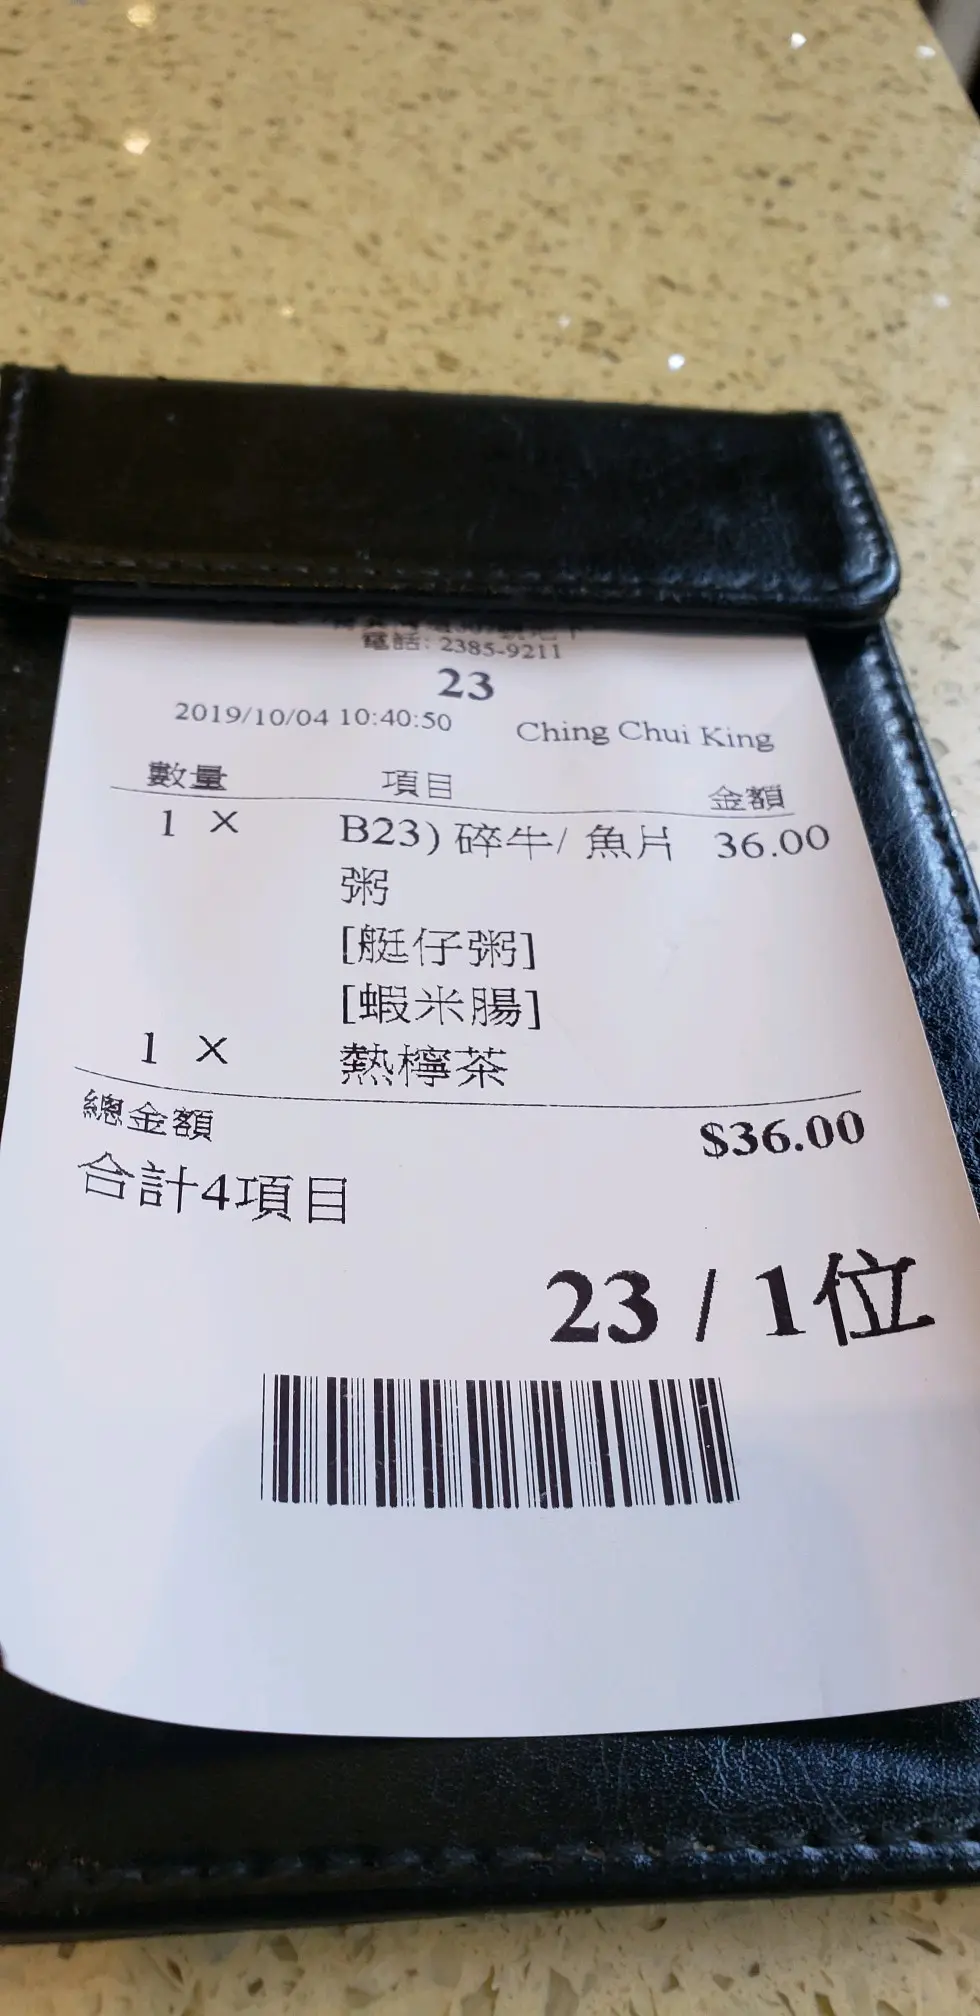 電話: 2385-9211
23
2019/10/04 10:40:50 Ching Chui King
數量 項目 金額
1 X B23) 碎牛/ 魚片 36.00
粥
[艇仔粥]
[蝦米腸]
1 X 熱檸茶
總金額 $36.00
合計4項目
23 / 1位